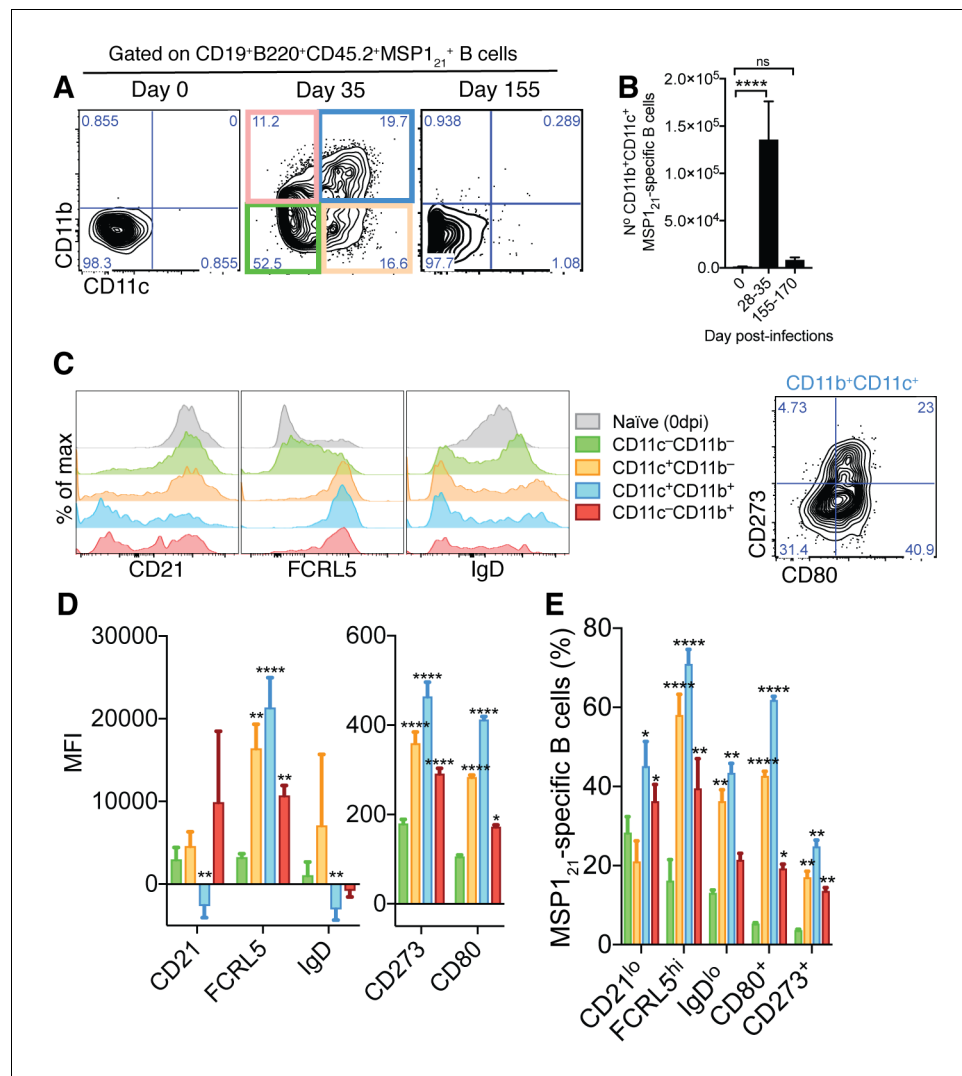 Gated on CD19⁺B220⁺CD45.2⁺MSP1₂₁⁺ B cells
A
Day 0
Day 35
Day 155
0.855
0
11.2
19.7
0.938
0.289
98.3
0.855
52.5
16.6
97.7
1.08
CD11b
CD11c
B
ns
****
2.0×10⁵
1.5×10⁵
1.0×10⁵
5.0×10⁴
0.0
Nº CD11b⁺CD11c⁺
MSP1₂₁-specific B cells
0
28-35
155-170
Day post-infections
C
% of max
CD21
FCRL5
IgD
Naïve (0dpi)
CD11c⁻CD11b⁻
CD11c⁺CD11b⁻
CD11c⁺CD11b⁺
CD11c⁻CD11b⁺
CD11b⁺CD11c⁺
4.73
23
31.4
40.9
CD273
CD80
D
30000
20000
10000
0
MFI
**
**
****
**
**
CD21
FCRL5
IgD
600
400
200
0
****
****
****
****
****
*
CD273
CD80
E
80
60
40
20
0
MSP1₂₁-specific B cells (%)
*
*
****
****
**
**
**
****
****
*
**
**
**
CD21ˡᵒ
FCRL5ʰⁱ
IgDˡᵒ
CD80⁺
CD273⁺